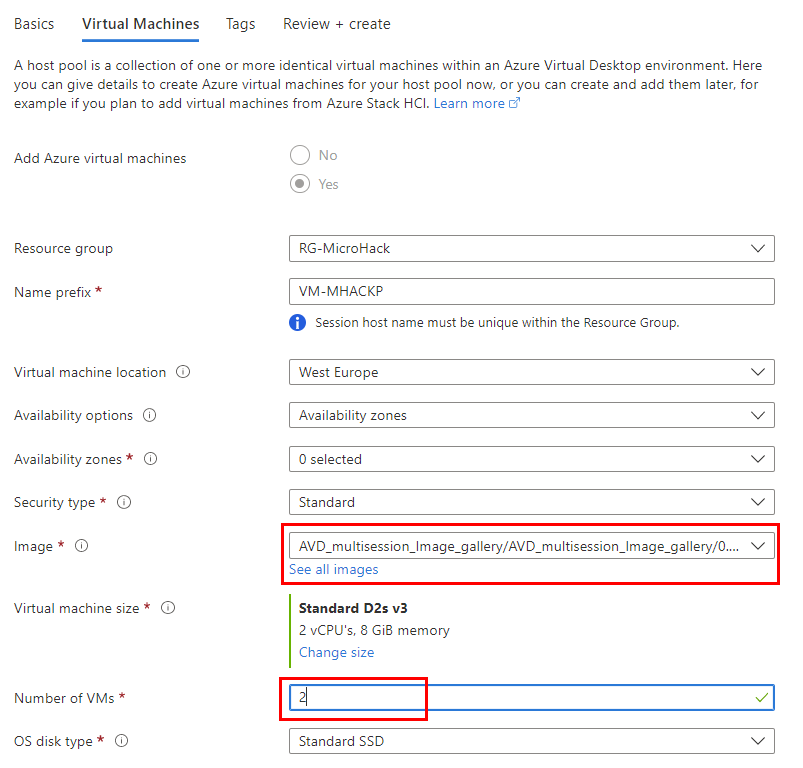 Basics Virtual Machines Tags Review + create
A host pool is a collection of one or more identical virtual machines within an Azure Virtual Desktop environment. Here
you can give details to create Azure virtual machines for your host pool now, or you can create and add them later, for
example if you plan to add virtual machines from Azure Stack HCI. Learn more
Add Azure virtual machines
No
Yes
Resource group RG-MicroHack
Name prefix * VM-MHACKP
Session host name must be unique within the Resource Group.
Virtual machine location West Europe
Availability options Availability zones
Availability zones * 0 selected
Security type * Standard
Image * AVD_multisession_Image_gallery/AVD_multisession_Image_gallery/0....
See all images
Virtual machine size * Standard D2s v3
2 vCPU's, 8 GiB memory
Change size
Number of VMs * 2
OS disk type * Standard SSD